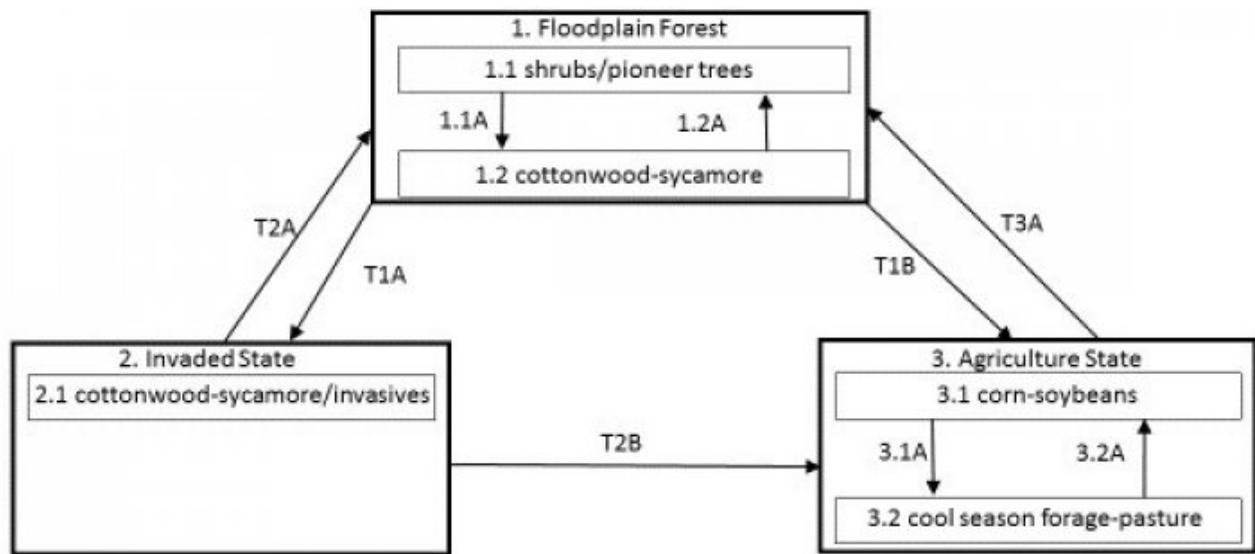 1. Floodplain Forest
1.1 shrubs/pioneer trees
1.1A
1.2A
1.2 cottonwood-sycamore
T2A
T1A
T1B
T3A
2. Invaded State
2.1 cottonwood-sycamore/invasives
T2B
3. Agriculture State
3.1 corn-soybeans
3.1A
3.2A
3.2 cool season forage-pasture